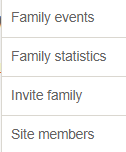 Family events
Family statistics
Invite family
Site members